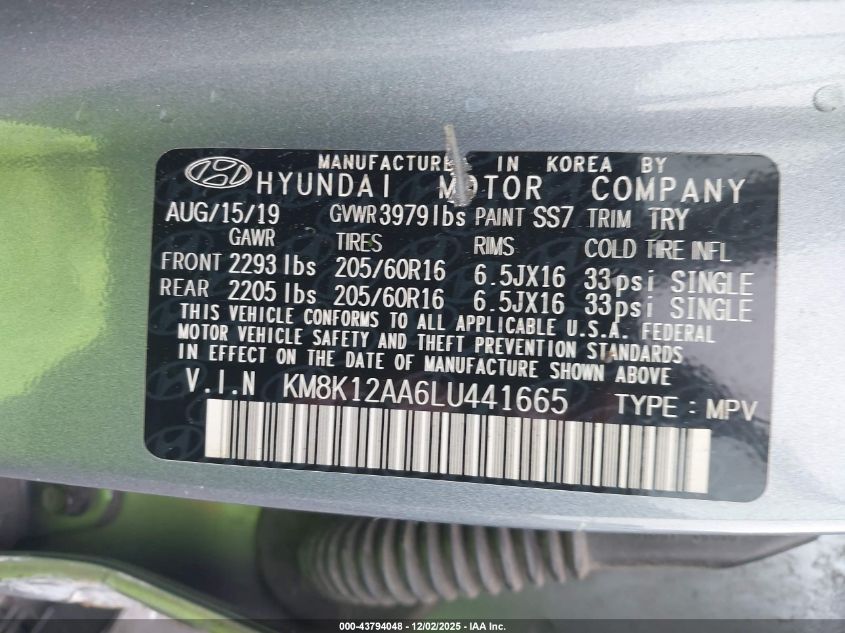 MANUFACTURED IN KOREA BY
HYUNDAI MOTOR COMPANY
AUG/15/19 GVWR 3979 lbs PAINT SS7 TRIM TRY
GAWR TIRES RIMS COLD TIRE INFL
FRONT 2293 lbs 205/60R16 6.5JX16 33psi SINGLE
REAR 2205 lbs 205/60R16 6.5JX16 33psi SINGLE
THIS VEHICLE CONFORMS TO ALL APPLICABLE U.S.A. FEDERAL
MOTOR VEHICLE SAFETY AND THEFT PREVENTION STANDARDS
IN EFFECT ON THE DATE OF MANUFACTURE SHOWN ABOVE
V.I.N KM8K12AA6LU441665 TYPE : MPV
000-43794048 - 12/02/2025 - IAA Inc.